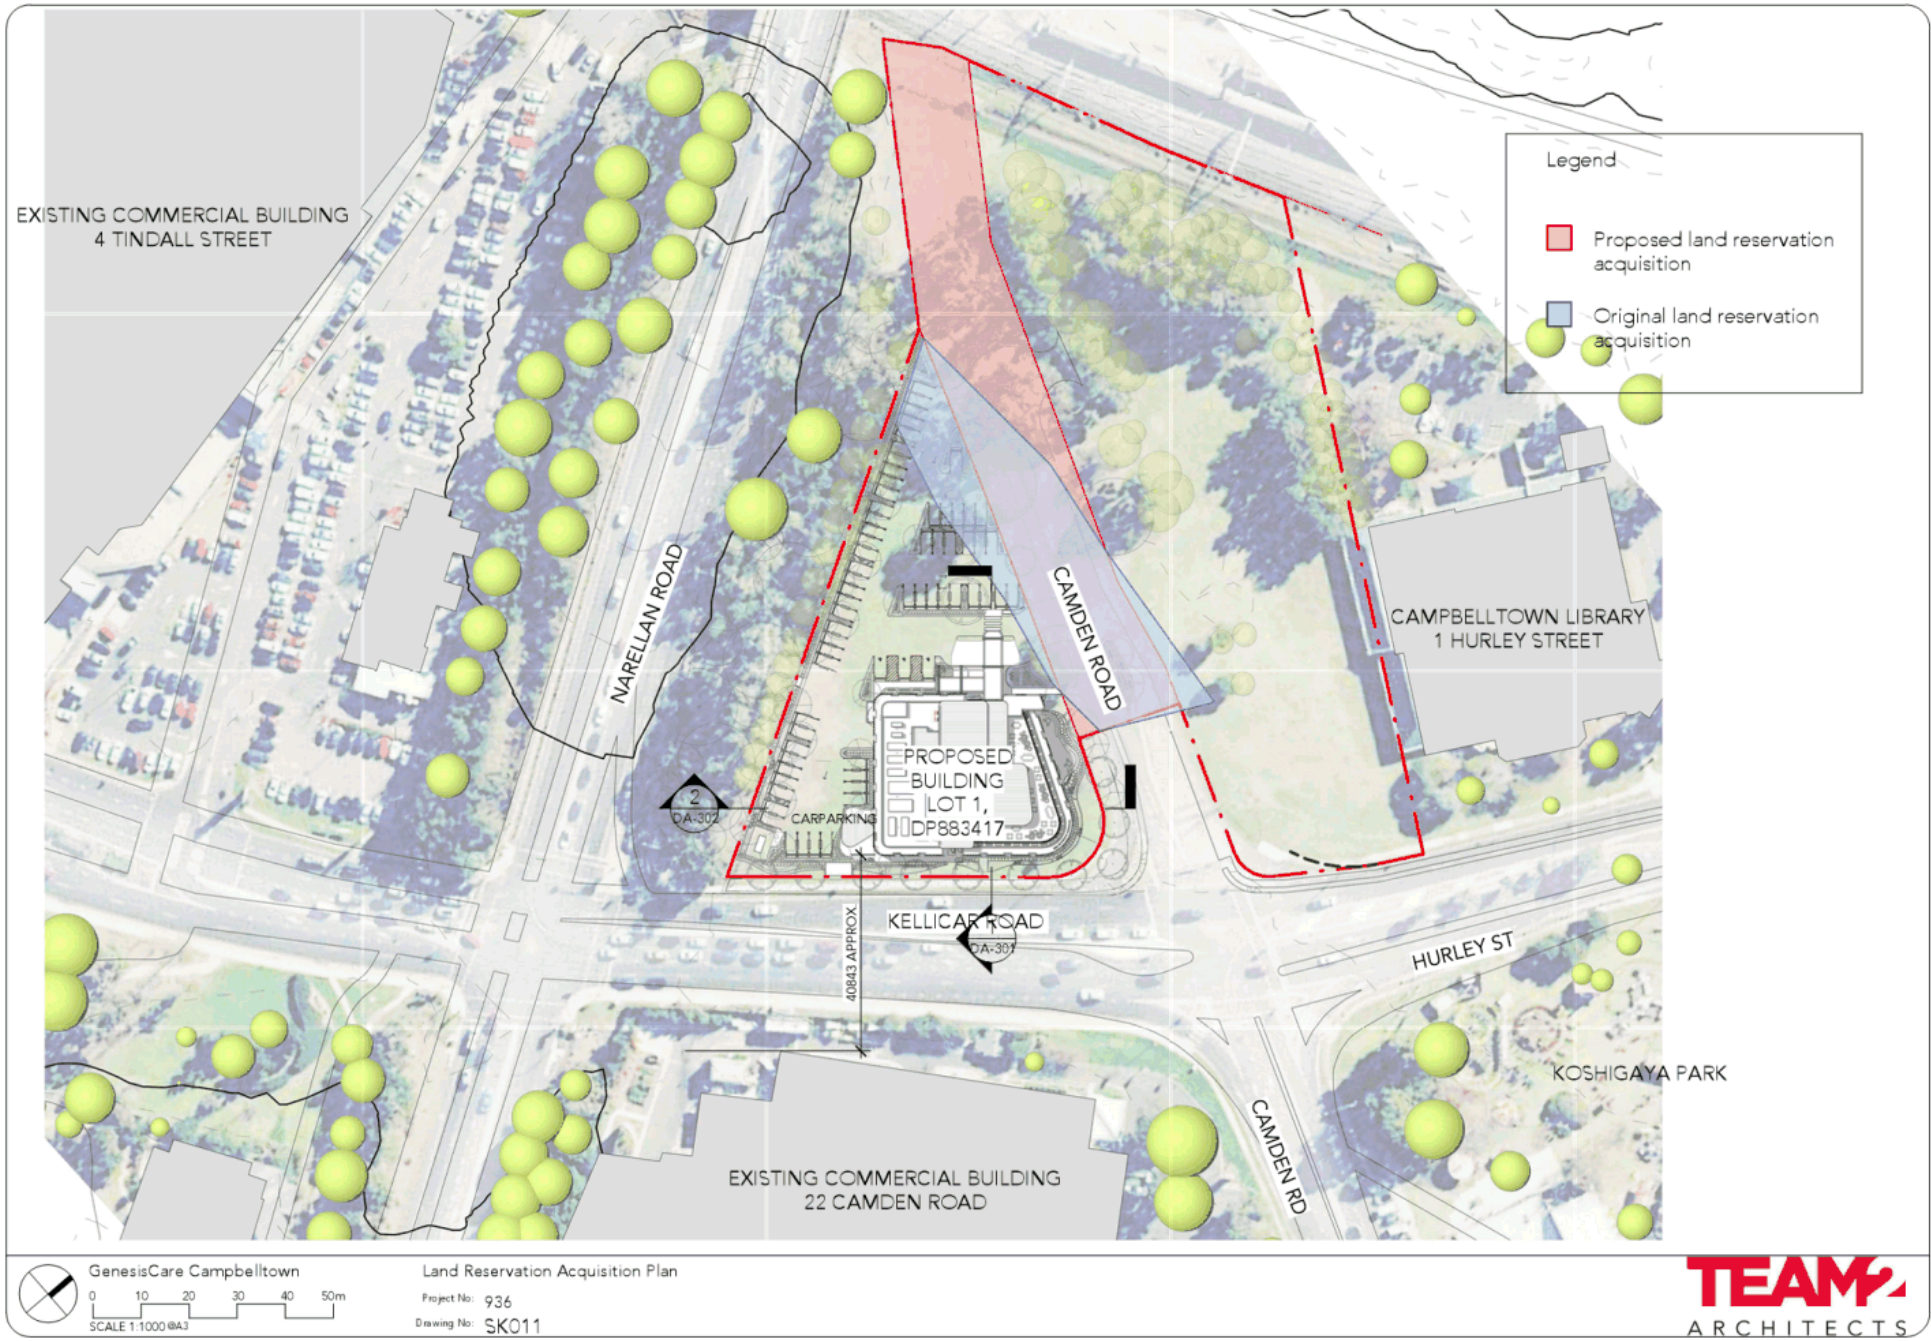 EXISTING COMMERCIAL BUILDING
4 TINDALL STREET
Legend
Proposed land reservation
acquisition
Original land reservation
acquisition
NARELLAN ROAD
CAMDEN ROAD
CAMPBELLTOWN LIBRARY
1 HURLEY STREET
PROPOSED
BUILDING
LOT 1,
DP883417
2
DA-302
CARPARKING
KELLICAR ROAD
1
DA-301
40843 APPROX.
HURLEY ST
KOSHIGAYA PARK
CAMDEN RD
EXISTING COMMERCIAL BUILDING
22 CAMDEN ROAD
GenesisCare Campbelltown
0 10 20 30 40 50m
SCALE 1:1000 @A3
Land Reservation Acquisition Plan
Project No: 936
Drawing No: SK011
TEAM2
ARCHITECTS